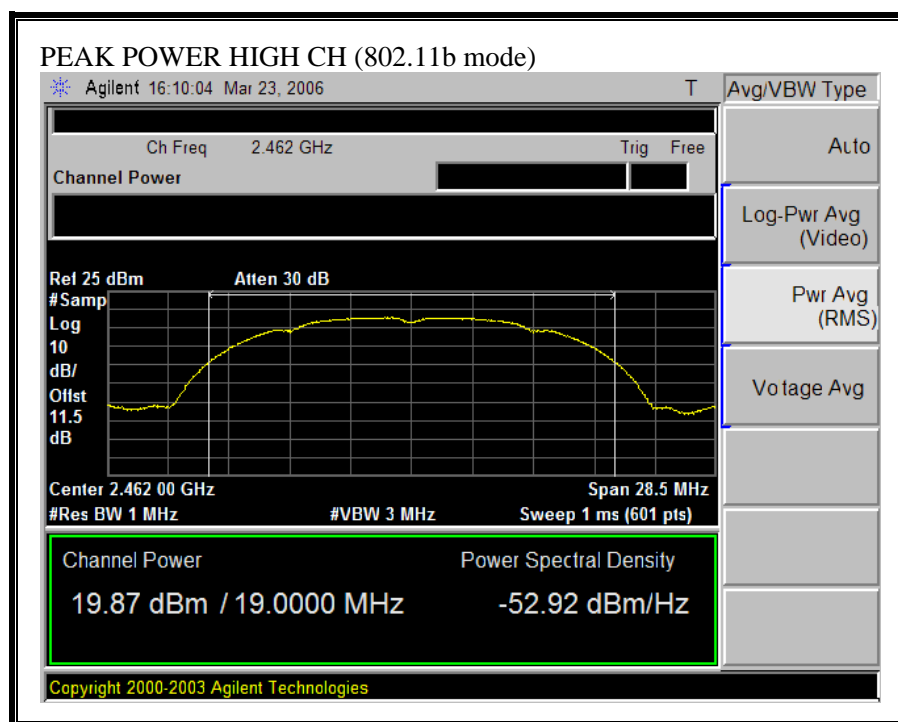 PEAK POWER HIGH CH (802.11b mode)
Agilent 16:10:04 Mar 23, 2006 T
Avg/VBW Type
Ch Freq 2.462 GHz Trig Free
Channel Power
Auto
Log-Pwr Avg
(Video)
Pwr Avg
(RMS)
Voltage Avg
Ref 25 dBm Atten 30 dB
#Samp
Log
10
dB/
Offst
11.5
dB
Center 2.462 00 GHz Span 28.5 MHz
#Res BW 1 MHz #VBW 3 MHz Sweep 1 ms (601 pts)
Channel Power Power Spectral Density
19.87 dBm / 19.0000 MHz -52.92 dBm/Hz
Copyright 2000-2003 Agilent Technologies